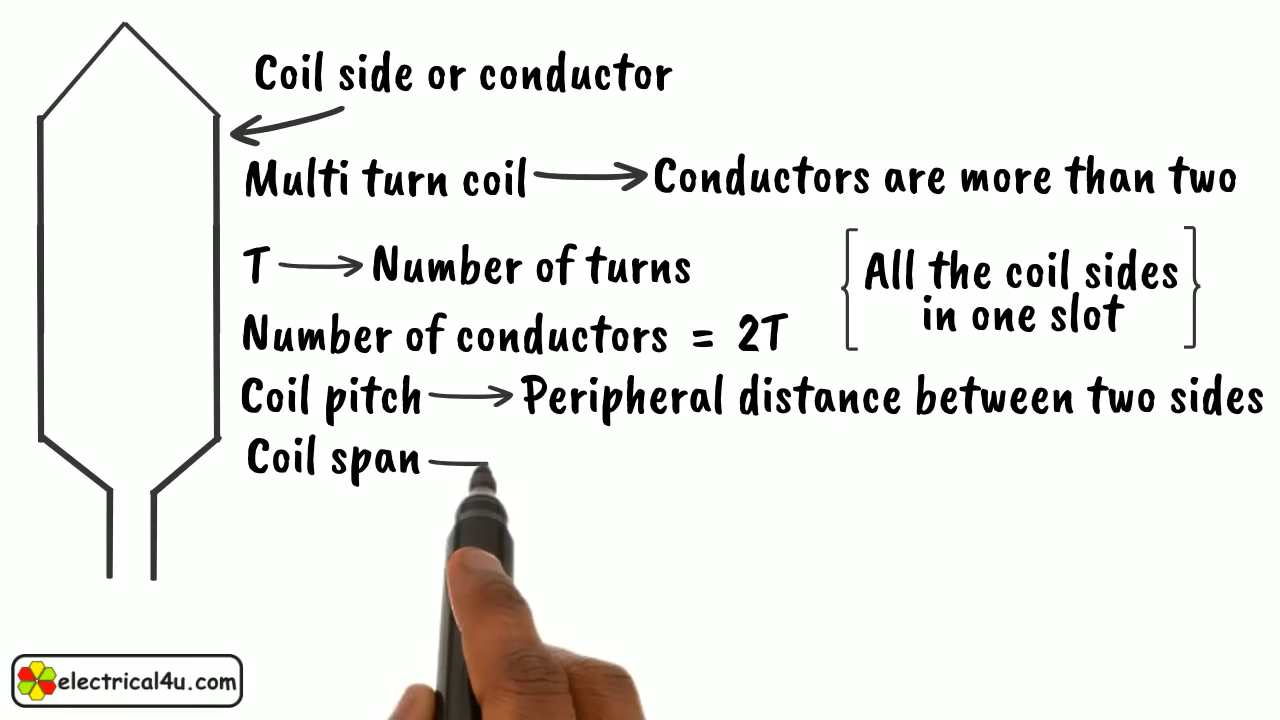 Coil side or conductor
Multi turn coil → Conductors are more than two
T → Number of turns
{All the coil sides
in one slot}
Number of conductors = 2T
Coil pitch → Peripheral distance between two sides
Coil span —
electrical4u.com